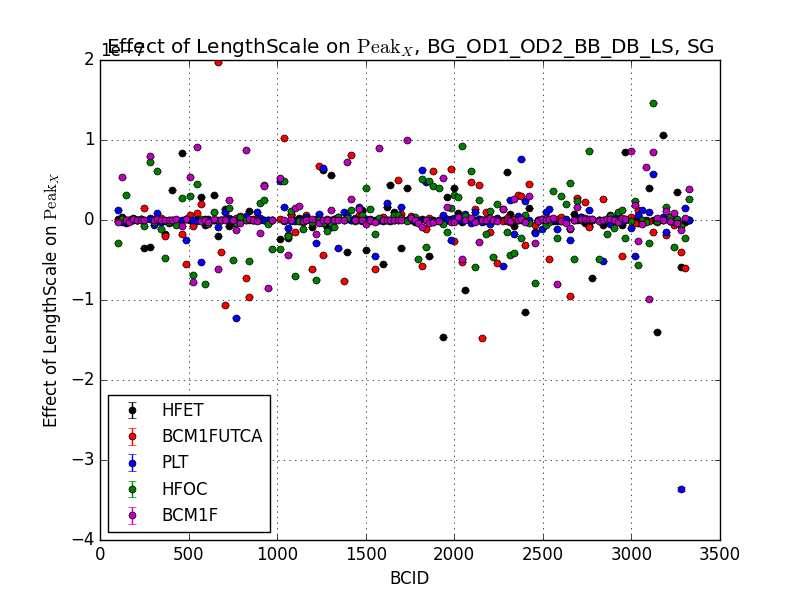 Effect of LengthScale on Peak_X, BG_OD1_OD2_BB_DB_LS, SG
1e−7
2
1
0
−1
−2
−3
−4
Effect of LengthScale on Peak_X
HFET
BCM1FUTCA
PLT
HFOC
BCM1F
0 500 1000 1500 2000 2500 3000 3500
BCID